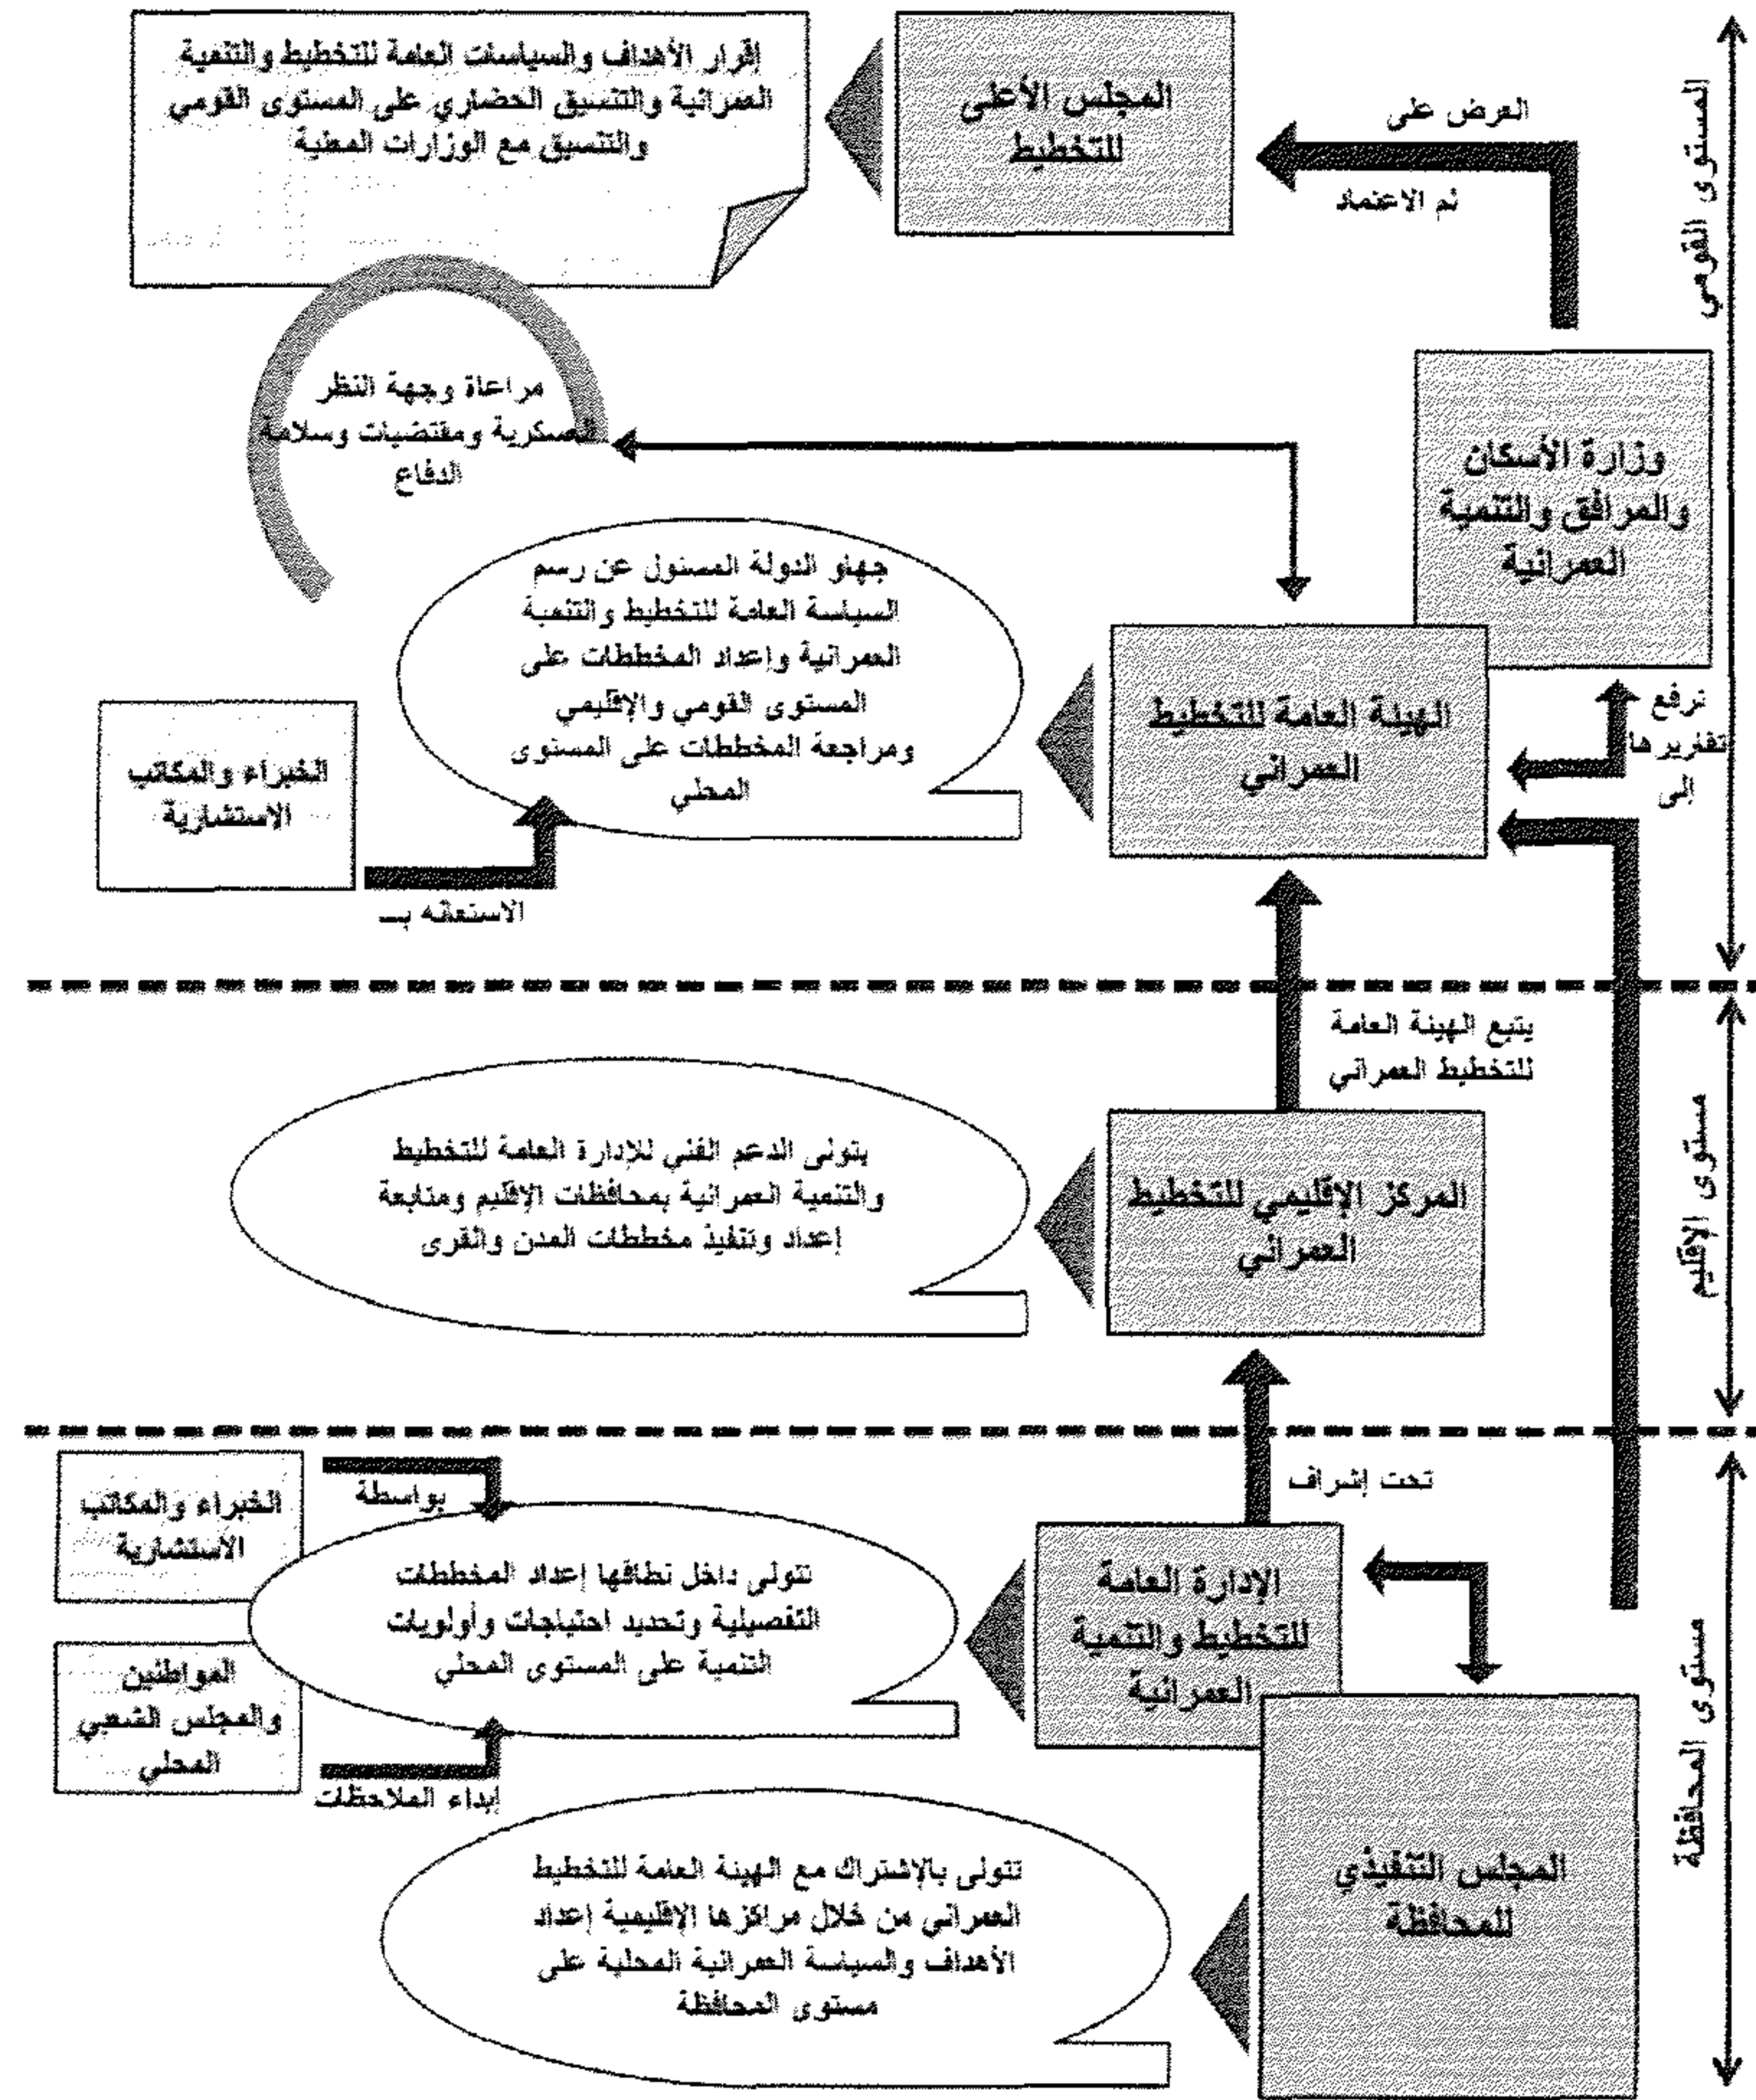 المستوى القومي
العرض على
ثم الاعتماد
المجلس الأعلى
للتخطيط
إقرار الأهداف والسياسات العامة للتخطيط والتنمية
العمرانية والتنسيق الحضاري على المستوى القومي
والتنسيق مع الوزارات المعنية
وزارة الأسكان
والمرافق والتنمية
العمرانية
مراعاة وجهة النظر
العسكرية ومقتضيات وسلامة
الدفاع
ترفع
تقاريرها
إلى
الهيئة العامة للتخطيط
العمراني
جهاو الدولة المسئول عن رسم
السياسة العامة للتخطيط والتنمية
العمرانية وإعداد المخططات على
المستوى القومي والإقليمي
ومراجعة المخططات على المستوى
المحلي
الخبراء والمكاتب
الاستشارية
الاستعانه بــ
مستوى الإقليم
يتبع الهيئة العامة
للتخطيط العمراني
المركز الإقليمي للتخطيط
العمراني
يتولى الدعم الفني للإدارة العامة للتخطيط
والتنمية العمرانية بمحافظات الإقليم ومتابعة
إعداد وتنفيذ مخططات المدن والقرى
مستوى المحافظة
تحت إشراف
الإدارة العامة
للتخطيط والتنمية
العمرانية
تتولى داخل نطاقها إعداد المخططات
التفصيلية وتحديد احتياجات وأولويات
التنمية على المستوى المحلي
بواسطة
الخبراء والمكاتب
الأستشارية
المواطنين
والمجلس الشعبي
المحلي
إبداء الملاحظات
المجلس التنفيذي
للمحافظة
تتولى بالإشتراك مع الهيئة العامة للتخطيط
العمراني من خلال مراكزها الإقليمية إعداد
الأهداف والسياسة العمرانية المحلية على
مستوى المحافظة